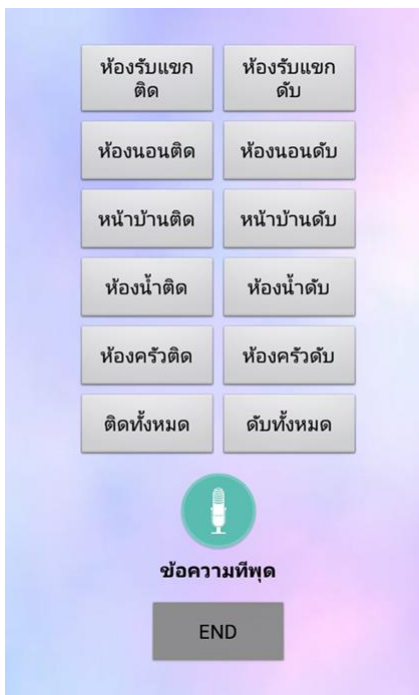 ห้องรับแขก
ติด
ห้องรับแขก
ดับ
ห้องนอนติด
ห้องนอนดับ
หน้าบ้านติด
หน้าบ้านดับ
ห้องน้ำติด
ห้องน้ำดับ
ห้องครัวติด
ห้องครัวดับ
ติดทั้งหมด
ดับทั้งหมด
ข้อความทีพุด
END